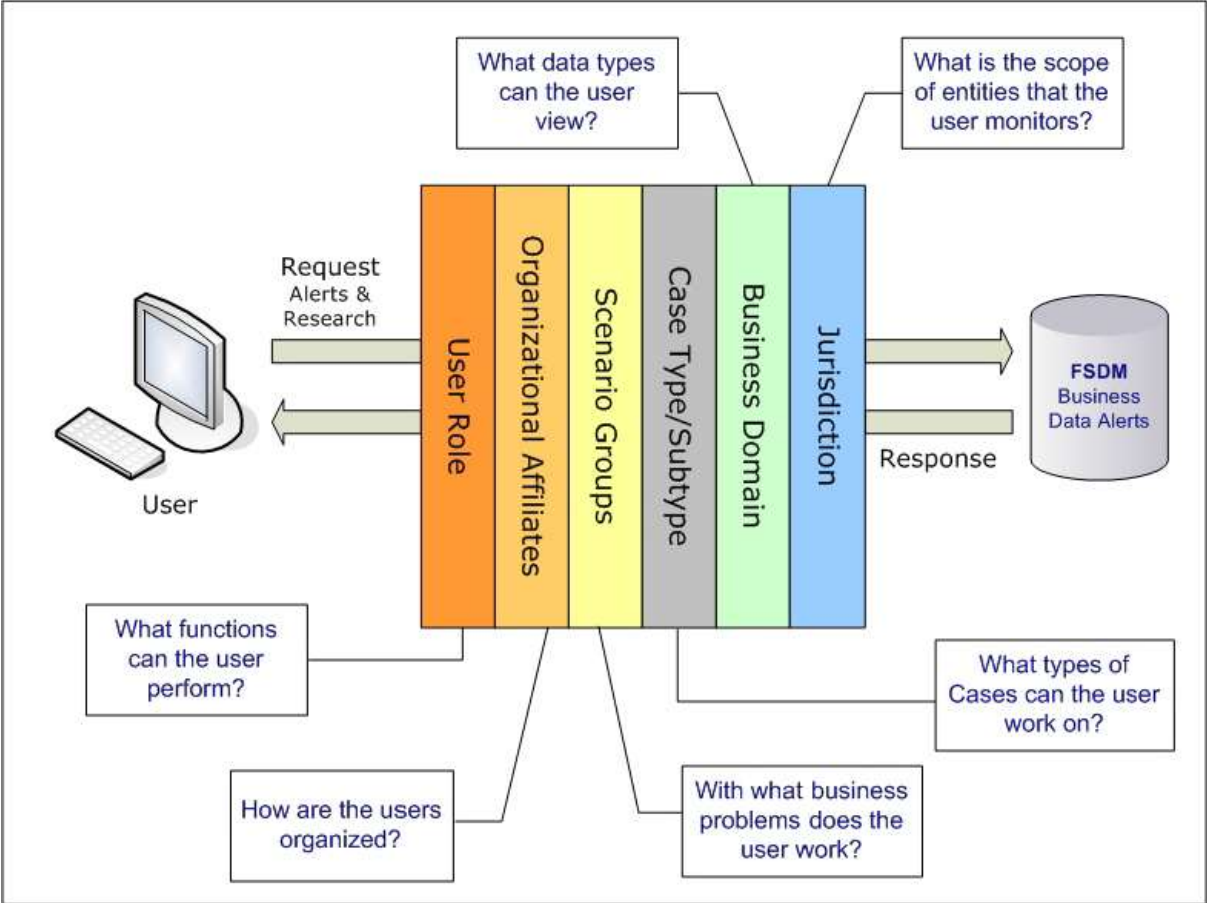 What data types
can the user
view?
What is the scope
of entities that the
user monitors?
Request
Alerts &
Research
User
User Role
Organizational Affiliates
Scenario Groups
Case Type/Subtype
Business Domain
Jurisdiction
FSDM
Business
Data Alerts
Response
What functions
can the user
perform?
What types of
Cases can the user
work on?
How are the users
organized?
With what business
problems does the
user work?